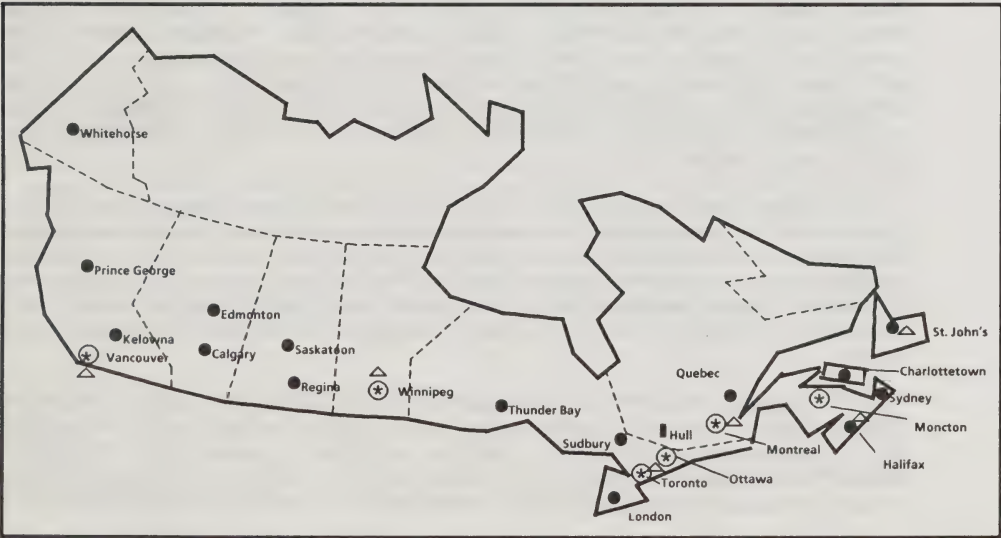 Whitehorse
Prince George
Edmonton
Kelowna
Vancouver
Calgary
Saskatoon
Regina
Winnipeg
Thunder Bay
Sudbury
Hull
Quebec
St. John's
Charlottetown
Sydney
Moncton
Montreal
Halifax
Ottawa
Toronto
London